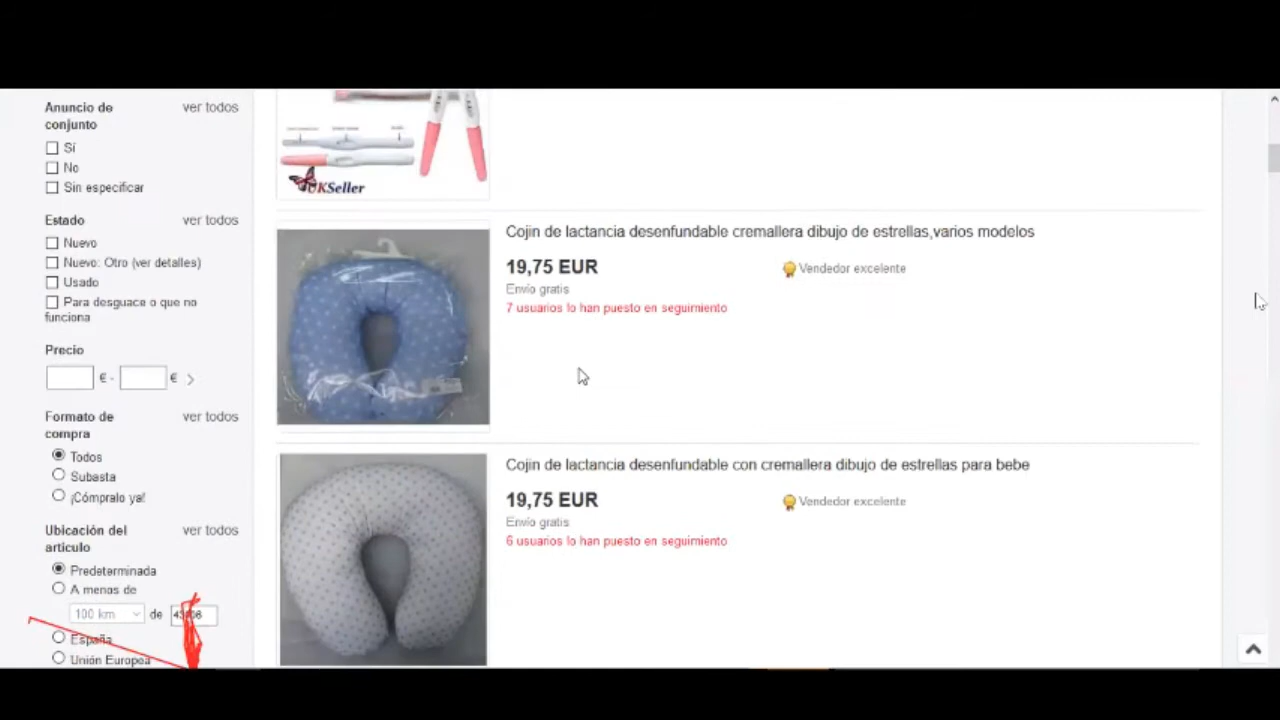 Anuncio de ver todos
conjunto
Sí
No
Sin especificar
Estado ver todos
Nuevo
Nuevo: Otro (ver detalles)
Usado
Para desguace o que no
funciona
Precio
€ - €
Formato de ver todos
compra
Todos
Subasta
¡Cómpralo ya!
Ubicación del ver todos
artículo
Predeterminada
A menos de
100 km de
España
Unión Europea
UKSeller
Cojin de lactancia desenfundable cremallera dibujo de estrellas,varios modelos
19,75 EUR Vendedor excelente
Envío gratis
7 usuarios lo han puesto en seguimiento
Cojin de lactancia desenfundable con cremallera dibujo de estrellas para bebe
19,75 EUR Vendedor excelente
Envío gratis
6 usuarios lo han puesto en seguimiento